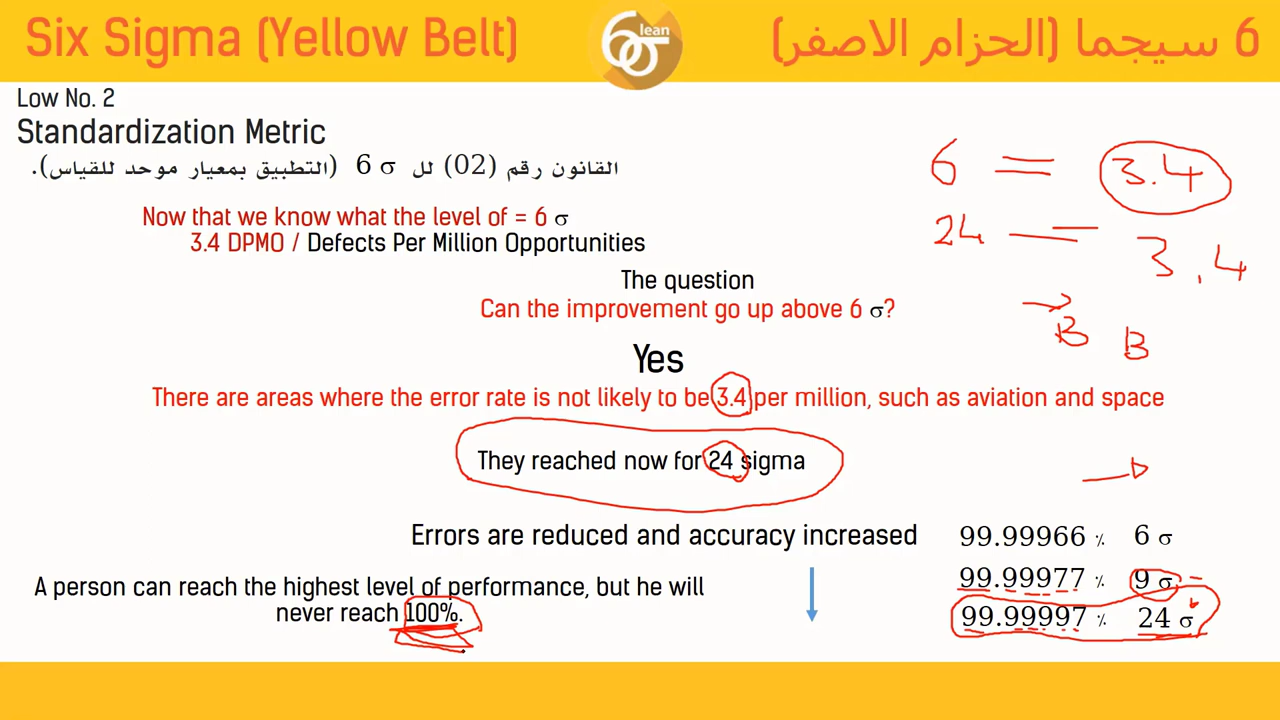 Six Sigma (Yellow Belt)
6σ lean
6 سيجما (الحزام الاصفر)
Low No. 2
Standardization Metric
القانون رقم (02) لل 6 σ (التطبيق بمعيار موحد للقياس).
Now that we know what the level of = 6 σ
3.4 DPMO / Defects Per Million Opportunities
6 = 3.4
24 = 3.4
The question
Can the improvement go up above 6 σ?
B B
Yes
There are areas where the error rate is not likely to be 3.4 per million, such as aviation and space
They reached now for 24 sigma
Errors are reduced and accuracy increased
99.99966 ٪ 6 σ
99.99977 ٪ 9 σ
99.99997 ٪ 24 σ
A person can reach the highest level of performance, but he will
never reach 100%.